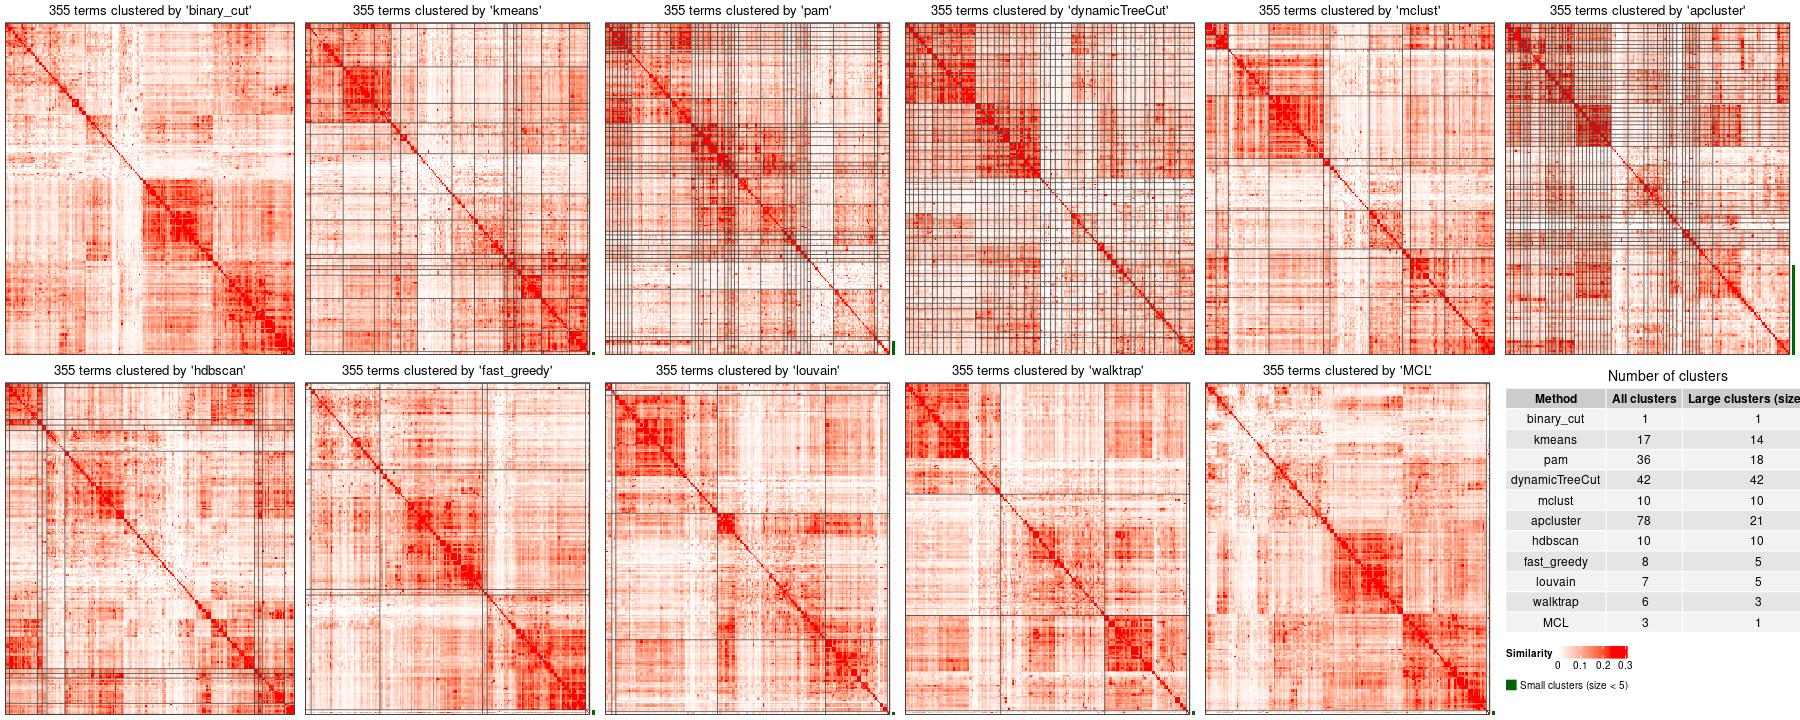 355 terms clustered by 'binary_cut'
355 terms clustered by 'kmeans'
355 terms clustered by 'pam'
355 terms clustered by 'dynamicTreeCut'
355 terms clustered by 'mclust'
355 terms clustered by 'apcluster'
355 terms clustered by 'hdbscan'
355 terms clustered by 'fast_greedy'
355 terms clustered by 'louvain'
355 terms clustered by 'walktrap'
355 terms clustered by 'MCL'
Number of clusters
Method All clusters Large clusters (size
binary_cut 1 1
kmeans 17 14
pam 36 18
dynamicTreeCut 42 42
mclust 10 10
apcluster 78 21
hdbscan 10 10
fast_greedy 8 5
louvain 7 5
walktrap 6 3
MCL 3 1
Similarity
0 0.1 0.2 0.3
Small clusters (size < 5)